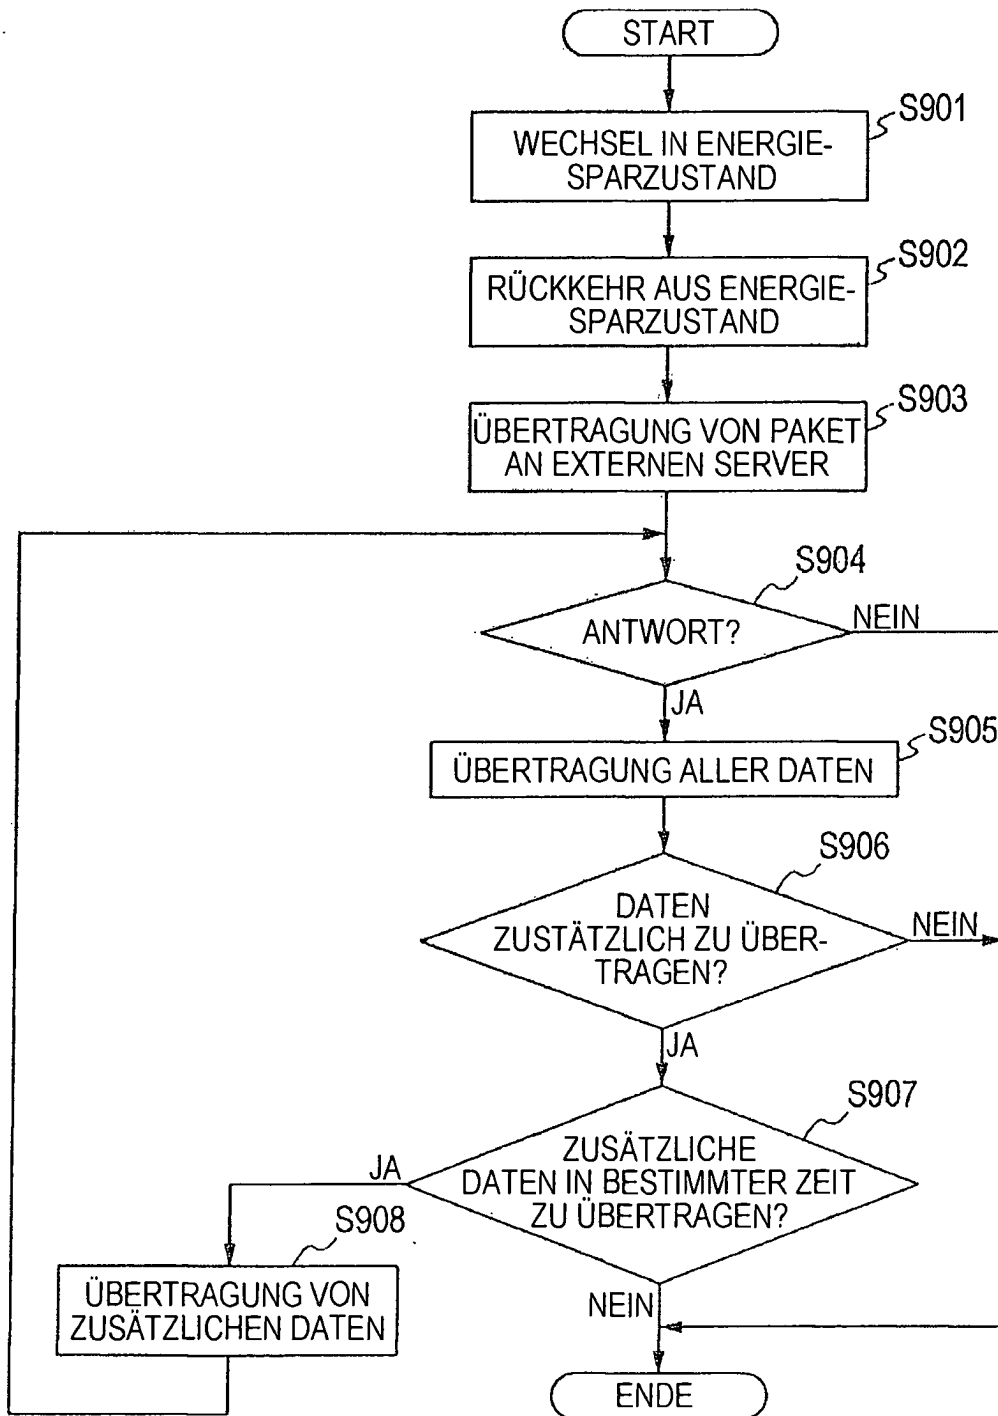 START
S901
WECHSEL IN ENERGIE-
SPARZUSTAND
S902
RÜCKKEHR AUS ENERGIE-
SPARZUSTAND
S903
ÜBERTRAGUNG VON PAKET
AN EXTERNEN SERVER
S904
ANTWORT?
NEIN
JA
S905
ÜBERTRAGUNG ALLER DATEN
S906
DATEN
ZUSTÄTZLICH ZU ÜBER-
TRAGEN?
NEIN
JA
S907
ZUSÄTZLICHE
DATEN IN BESTIMMTER ZEIT
ZU ÜBERTRAGEN?
JA
S908
ÜBERTRAGUNG VON
ZUSÄTZLICHEN DATEN
NEIN
ENDE